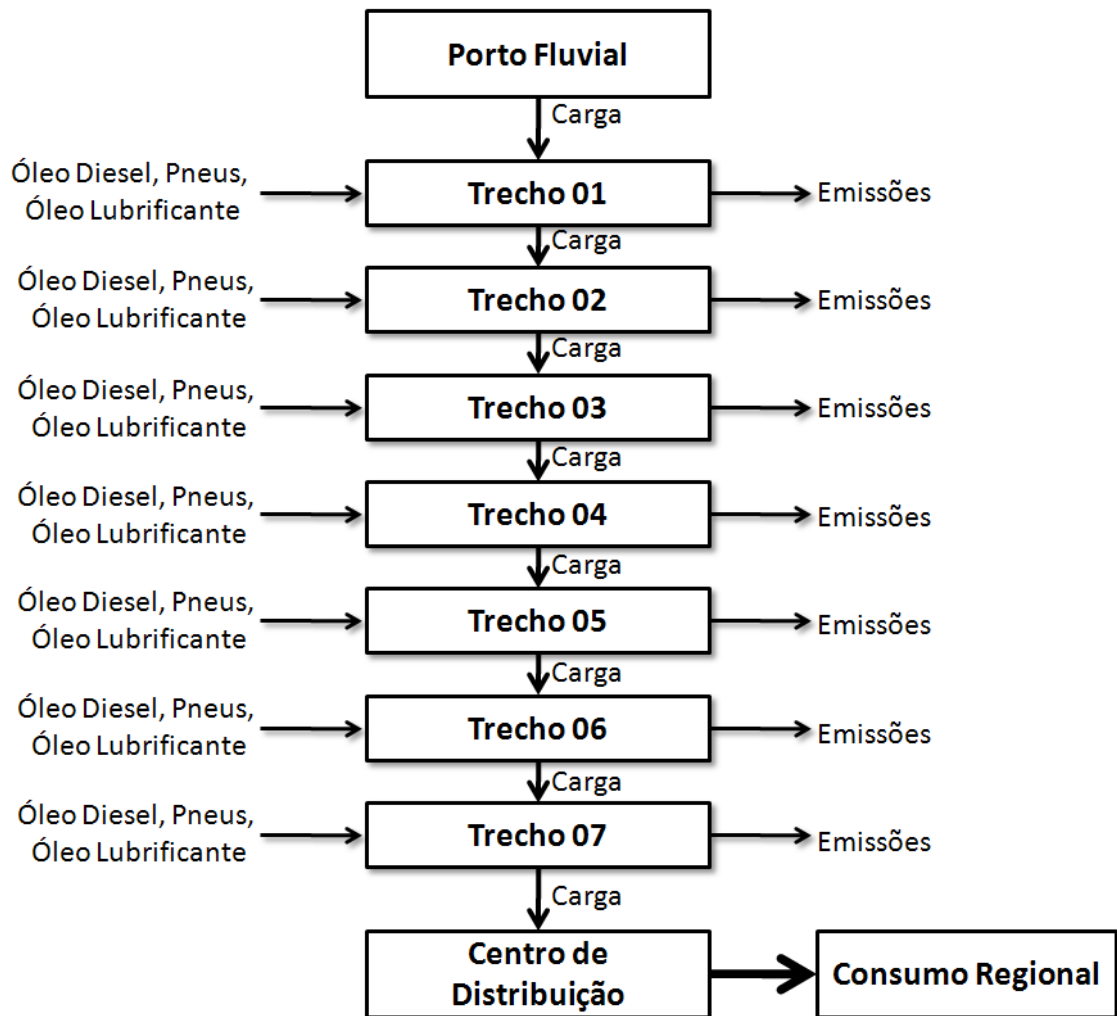 Porto Fluvial
Carga
Óleo Diesel, Pneus,
Óleo Lubrificante
Trecho 01
Emissões
Carga
Óleo Diesel, Pneus,
Óleo Lubrificante
Trecho 02
Emissões
Carga
Óleo Diesel, Pneus,
Óleo Lubrificante
Trecho 03
Emissões
Carga
Óleo Diesel, Pneus,
Óleo Lubrificante
Trecho 04
Emissões
Carga
Óleo Diesel, Pneus,
Óleo Lubrificante
Trecho 05
Emissões
Carga
Óleo Diesel, Pneus,
Óleo Lubrificante
Trecho 06
Emissões
Carga
Óleo Diesel, Pneus,
Óleo Lubrificante
Trecho 07
Emissões
Carga
Centro de
Distribuição
Consumo Regional